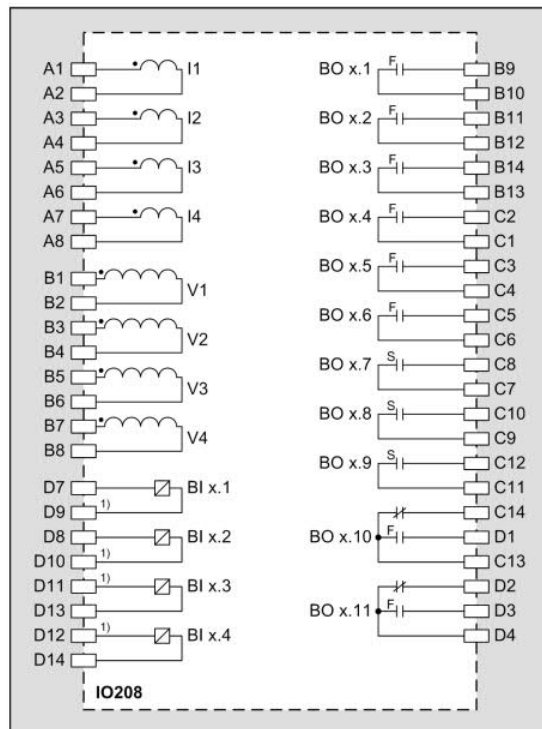 A1 I1 BO x.1 F B9
A2 B10
A3 I2 BO x.2 F B11
A4 B12
A5 I3 BO x.3 F B14
A6 B13
A7 I4 BO x.4 F C2
A8 C1
BO x.5 F C3
B1 V1 C4
B2
B3 V2 BO x.6 F C5
B4 C6
B5 V3 BO x.7 S C8
B6 C7
B7 V4 BO x.8 S C10
B8 C9
BO x.9 S C12
D7 BI x.1 C11
D9 1) C14
D8 BI x.2 BO x.10 F D1
D10 1) C13
D11 1) BI x.3 D2
D13 BO x.11 F D3
D12 1) BI x.4 D4
D14
IO208